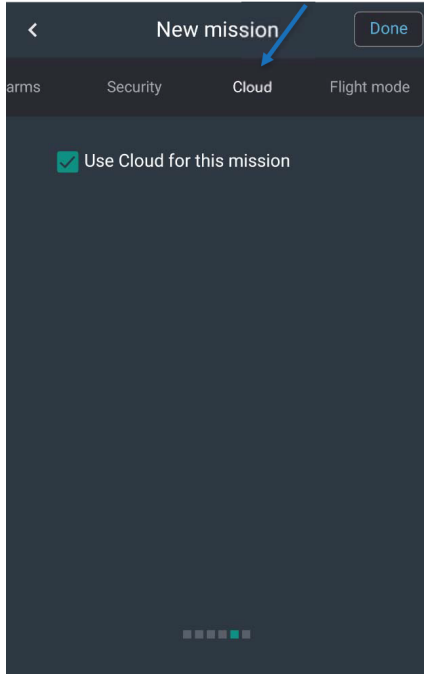 New mission
Done
arms
Security
Cloud
Flight mode
Use Cloud for this mission